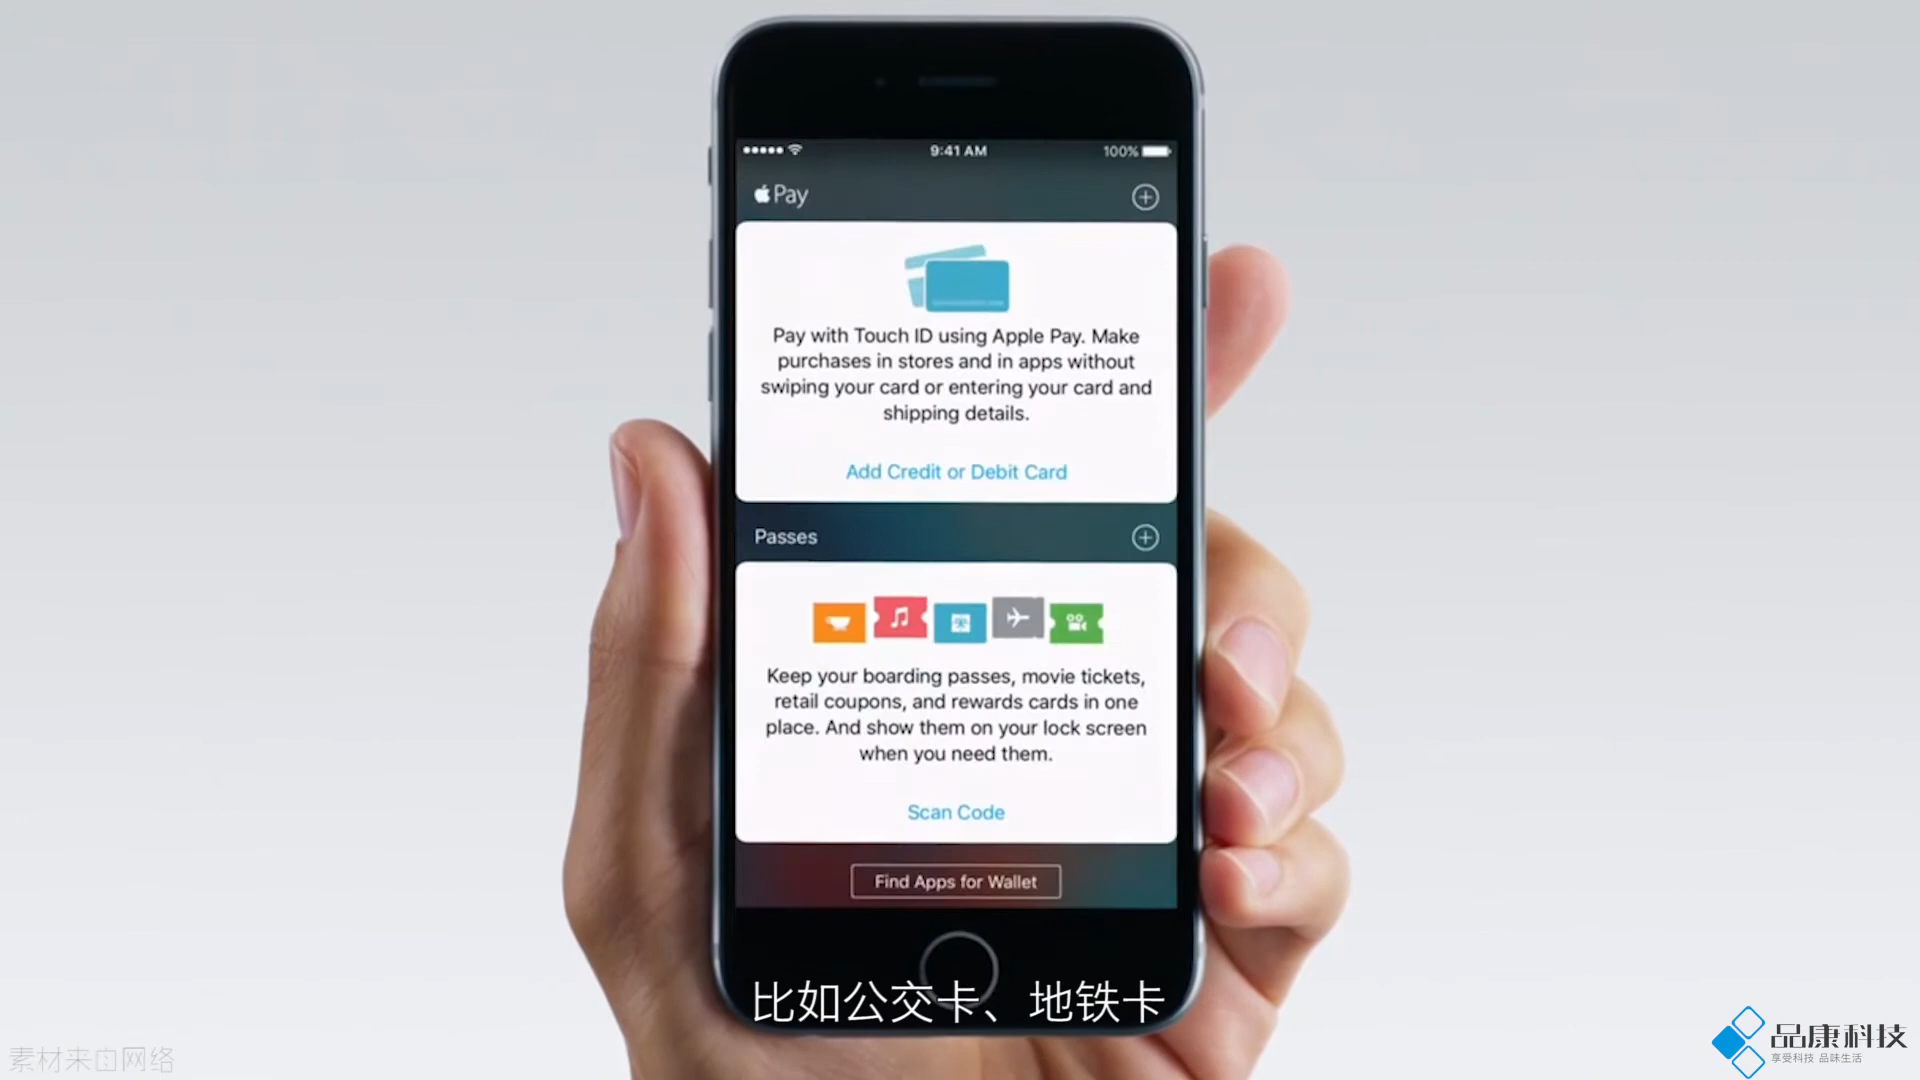 9:41 AM
100%
Pay
Pay with Touch ID using Apple Pay. Make
purchases in stores and in apps without
swiping your card or entering your card and
shipping details.
Add Credit or Debit Card
Passes
Keep your boarding passes, movie tickets,
retail coupons, and rewards cards in one
place. And show them on your lock screen
when you need them.
Scan Code
Find Apps for Wallet
比如公交卡、地铁卡
素材来自网络
品康科技
享受科技 品味生活